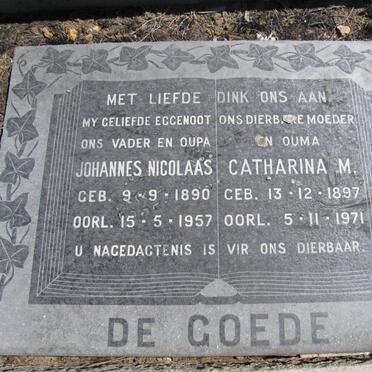 MET LIEFDE DINK ONS AAN
MY GELIEFDE EGGENOOT ONS DIERBARE MOEDER
ONS VADER EN OUPA EN OUMA
JOHANNES NICOLAAS CATHARINA M.
GEB. 9-9-1890 GEB. 13-12-1897
OORL. 15-5-1957 OORL. 5-11-1971
U NAGEDAGTENIS IS VIR ONS DIERBAAR.
DE GOEDE